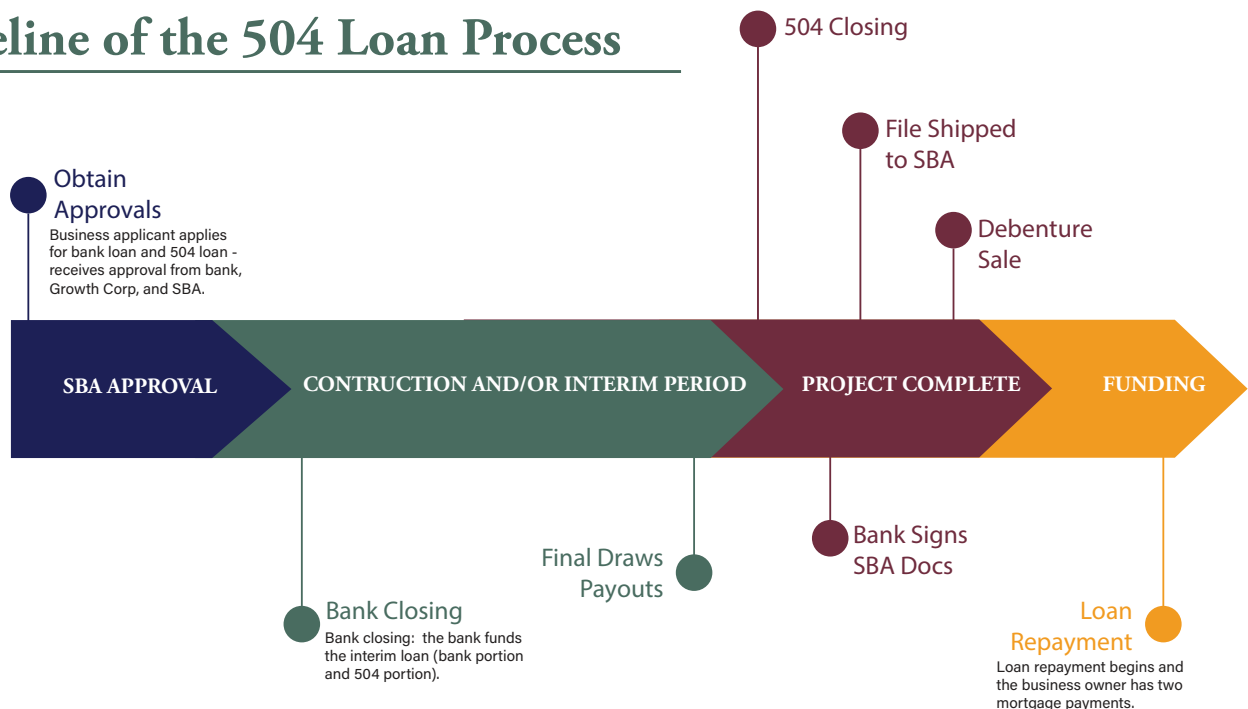 eline of the 504 Loan Process
504 Closing
File Shipped
to SBA
Debenture
Sale
Obtain
Approvals
Business applicant applies
for bank loan and 504 loan -
receives approval from bank,
Growth Corp, and SBA.
SBA APPROVAL
CONTRUCTION AND/OR INTERIM PERIOD
PROJECT COMPLETE
FUNDING
Bank Closing
Bank closing: the bank funds
the interim loan (bank portion
and 504 portion).
Final Draws
Payouts
Bank Signs
SBA Docs
Loan
Repayment
Loan repayment begins and
the business owner has two
mortgage payments.